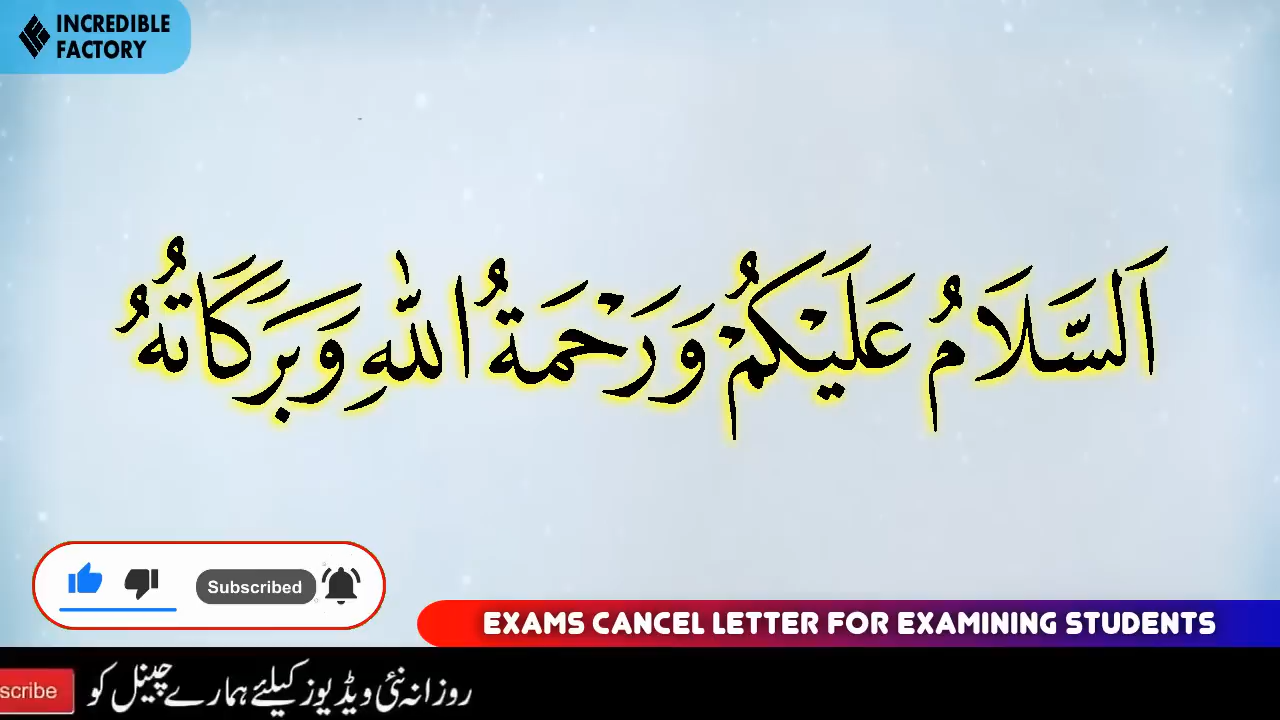 INCREDIBLE
FACTORY
اَلسَّلَامُ عَلَيْكُمْ وَرَحْمَةُ اللّٰهِ وَبَرَكَاتُهُ
Subscribed
EXAMS CANCEL LETTER FOR EXAMINING STUDENTS
روزانہ نئی ویڈیوز کیلئے ہمارے چینل کو
scribe